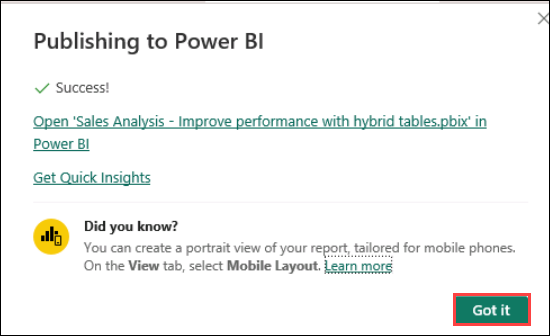 Publishing to Power BI
Success!
Open 'Sales Analysis - Improve performance with hybrid tables.pbix' in
Power BI
Get Quick Insights
Did you know?
You can create a portrait view of your report, tailored for mobile phones.
On the View tab, select Mobile Layout. Learn more
Got it